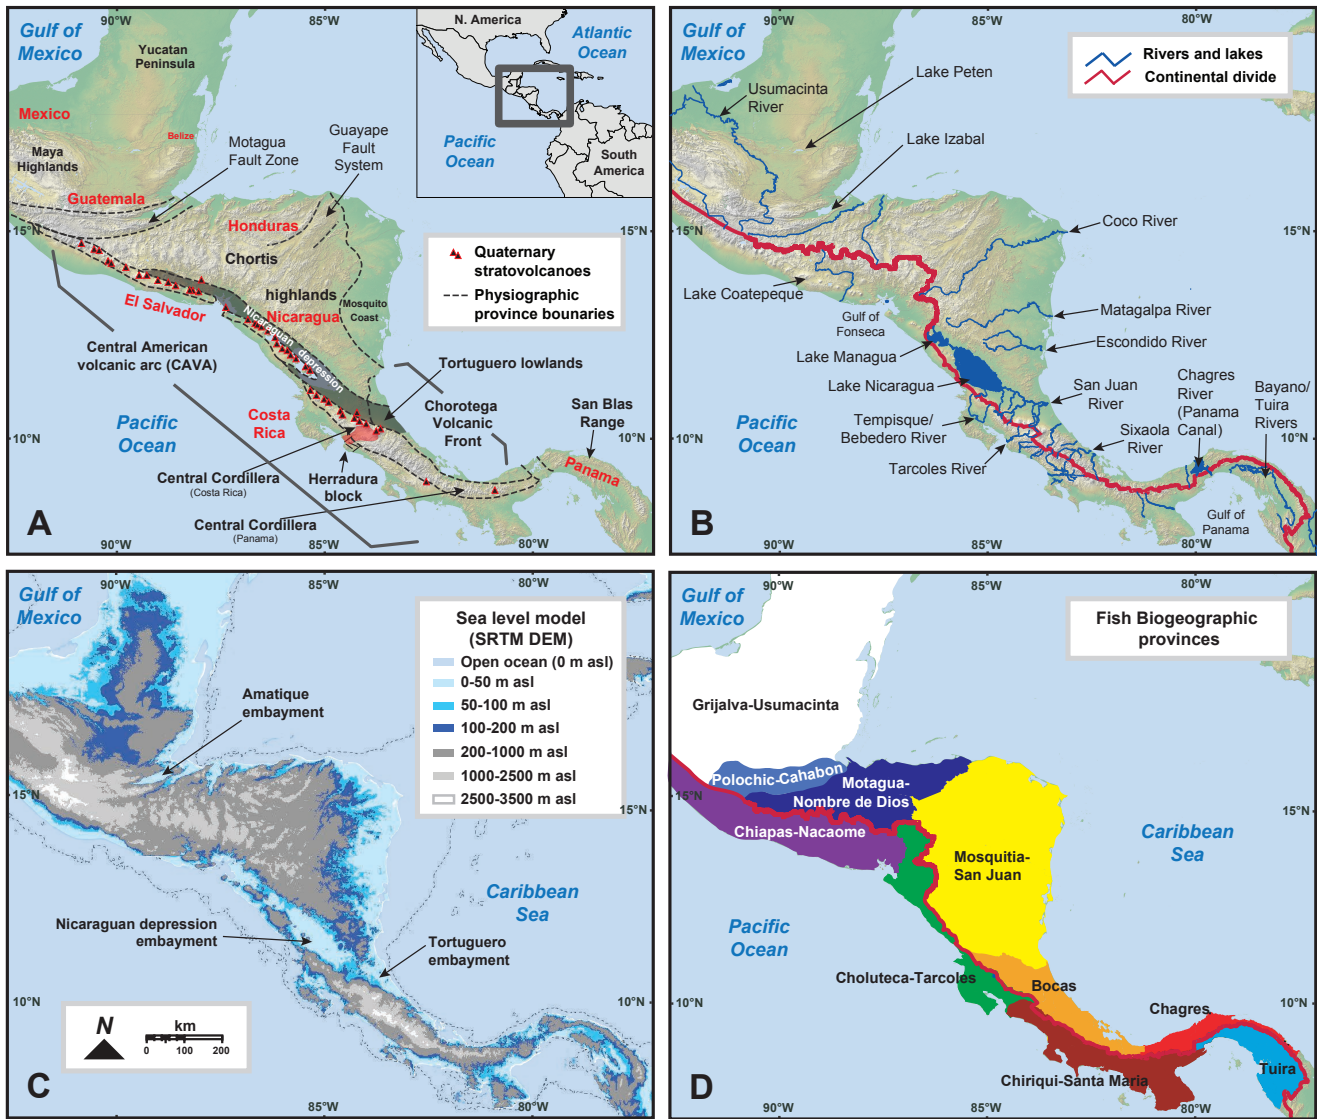 90°W
85°W
Gulf of
Mexico
Yucatan
Peninsula
N. America
Atlantic
Ocean
Pacific
Ocean
South
America
Mexico
Belize
Maya
Highlands
Motagua
Fault Zone
Guayape
Fault
System
Guatemala
Honduras
15°N
15°N
Chortis
highlands
Quaternary
stratovolcanoes
Physiographic
province bounaries
El Salvador
Nicaragua
Mosquito
Coast
Nicaraguan depression
Central American
volcanic arc (CAVA)
Tortuguero lowlands
Pacific
Ocean
Costa
Rica
Chorotega
Volcanic
Front
San Blas
Range
10°N
Panama
Central Cordillera
(Costa Rica)
Herradura
block
Central Cordillera
(Panama)
A
90°W
85°W
80°W
90°W
85°W
80°W
Gulf of
Mexico
Rivers and lakes
Continental divide
Usumacinta
River
Lake Peten
Lake Izabal
15°N
Coco River
Lake Coatepeque
Gulf of
Fonseca
Matagalpa River
Escondido River
Lake Managua
Lake Nicaragua
San Juan
River
Chagres
River
(Panama
Canal)
Bayano/
Tuira
Rivers
Pacific
Ocean
Tempisque/
Bebedero River
Sixaola
River
10°N
Tarcoles River
Gulf of
Panama
B
90°W
85°W
80°W
90°W
85°W
Gulf of
Mexico
Sea level model
(SRTM DEM)
Open ocean (0 m asl)
0-50 m asl
50-100 m asl
100-200 m asl
200-1000 m asl
1000-2500 m asl
2500-3500 m asl
Amatique
embayment
15°N
15°N
Caribbean
Sea
Nicaraguan depression
embayment
Tortuguero
embayment
10°N
10°N
N
km
0 100 200
C
90°W
85°W
80°W
90°W
85°W
80°W
Gulf of
Mexico
Fish Biogeographic
provinces
Grijalva-Usumacinta
Polochic-Cahabon
Motagua-
Nombre de Dios
15°N
15°N
Chiapas-Nacaome
Caribbean
Sea
Mosquitia-
San Juan
Pacific
Ocean
Choluteca-Tarcoles
Bocas
10°N
10°N
Chagres
Chiriqui-Santa Maria
Tuira
D
90°W
85°W
80°W